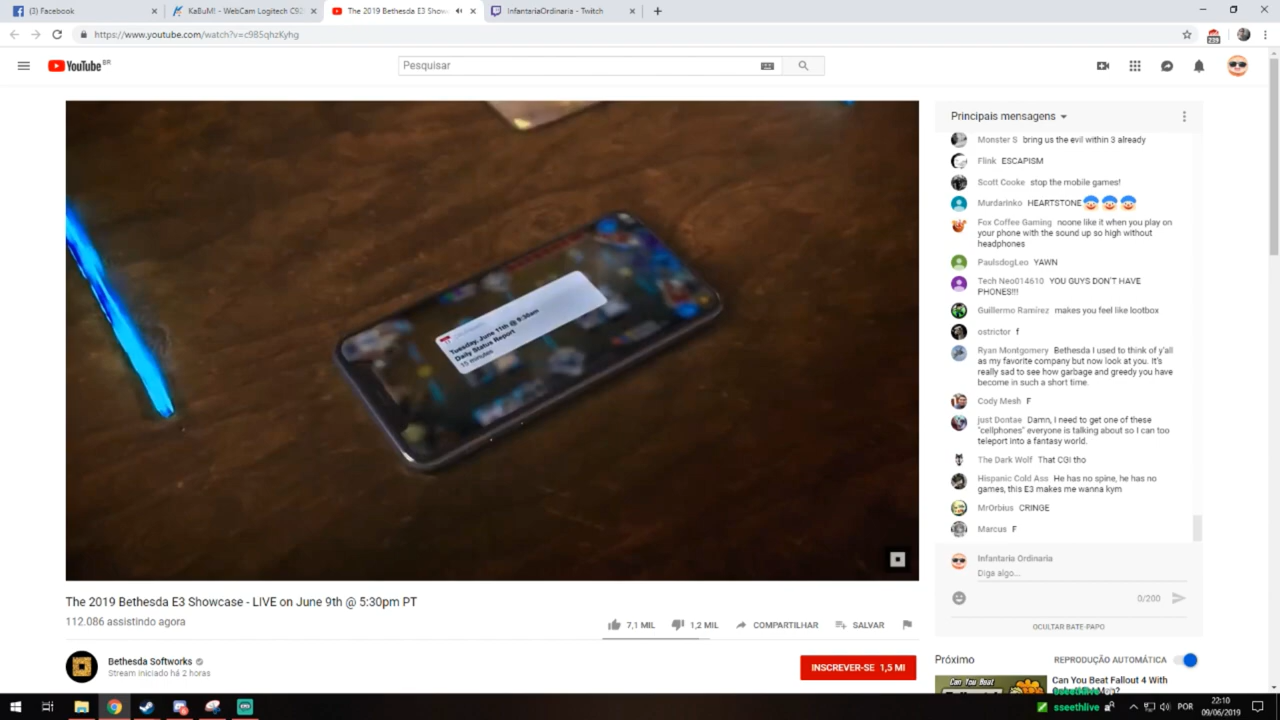 (3) Facebook
KaBuM! - WebCam Logitech C92
The 2019 Bethesda E3 Show
InfantariaOrdinaria - Twitch
https://www.youtube.com/watch?v=c985qhzKyhg
239
YouTube BR
Pesquisar
Tuesday, June 11th @ 9:30am
Daily Status Report
15 minutes
Principais mensagens
Monster S bring us the evil within 3 already
Flink ESCAPISM
Scott Cooke stop the mobile games!
Murdarinko HEARTSTONE
Fox Coffee Gaming noone like it when you play on
your phone with the sound up so high without
headphones
PaulsdogLeo YAWN
Tech Neo014610 YOU GUYS DON'T HAVE
PHONES!!!
Guillermo Ramírez makes you feel like lootbox
ostrictor f
Ryan Montgomery Bethesda I used to think of y'all
as my favorite company but now look at you. It's
really sad to see how garbage and greedy you have
become in such a short time.
Cody Mesh F
just Dontae Damn, I need to get one of these
"cellphones" everyone is talking about so I can too
teleport into a fantasy world.
The Dark Wolf That CGI tho
Hispanic Cold Ass He has no spine, he has no
games, this E3 makes me wanna kym
MrOrbius CRINGE
Marcus F
Infantaria Ordinaria
Diga algo...
0/200
OCULTAR BATE-PAPO
The 2019 Bethesda E3 Showcase - LIVE on June 9th @ 5:30pm PT
112.086 assistindo agora
7,1 MIL
1,2 MIL
COMPARTILHAR
SALVAR
Bethesda Softworks
Stream iniciado há 2 horas
INSCREVER-SE 1,5 MI
Próximo
REPRODUÇÃO AUTOMÁTICA
Can You Beat
Can You Beat Fallout 4 With
sseethlive
POR
22:10
09/06/2019